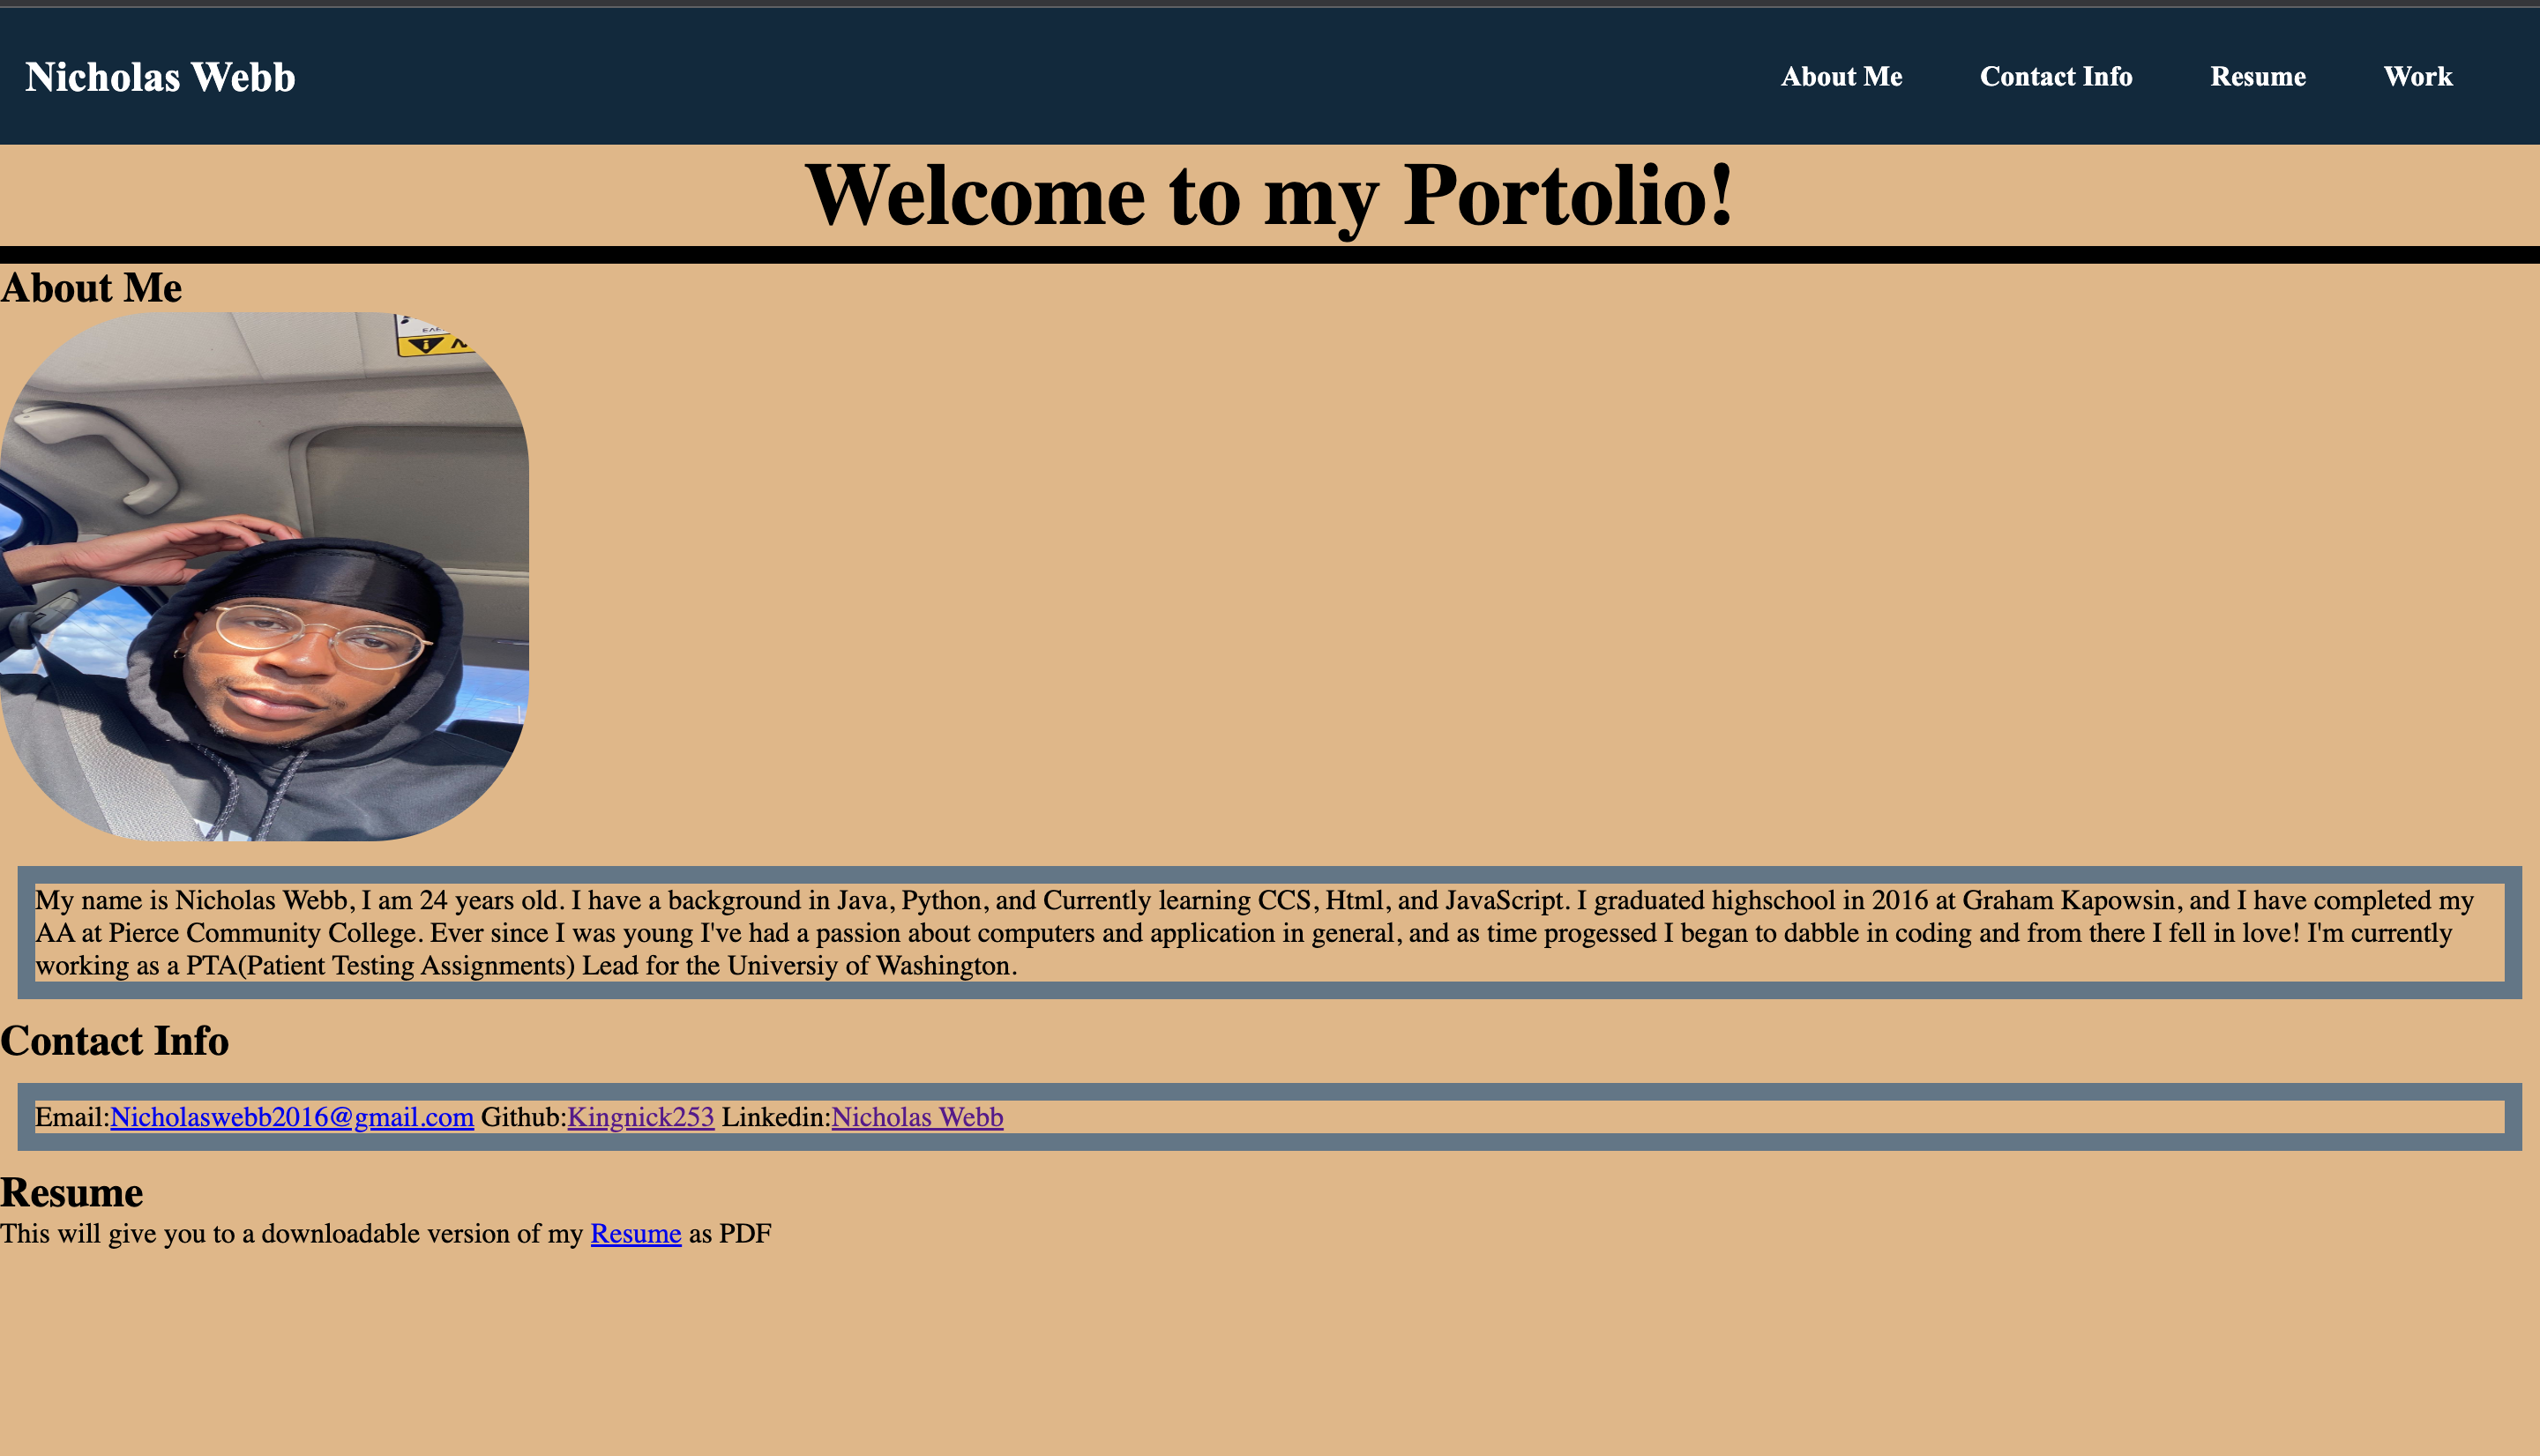 Nicholas Webb
About Me
Contact Info
Resume
Work
Welcome to my Portolio!
About Me
My name is Nicholas Webb, I am 24 years old. I have a background in Java, Python, and Currently learning CCS, Html, and JavaScript. I graduated highschool in 2016 at Graham Kapowsin, and I have completed my
AA at Pierce Community College. Ever since I was young I've had a passion about computers and application in general, and as time progessed I began to dabble in coding and from there I fell in love! I'm currently
working as a PTA(Patient Testing Assignments) Lead for the Universiy of Washington.
Contact Info
Email:Nicholaswebb2016@gmail.com Github:Kingnick253 Linkedin:Nicholas Webb
Resume
This will give you to a downloadable version of my Resume as PDF